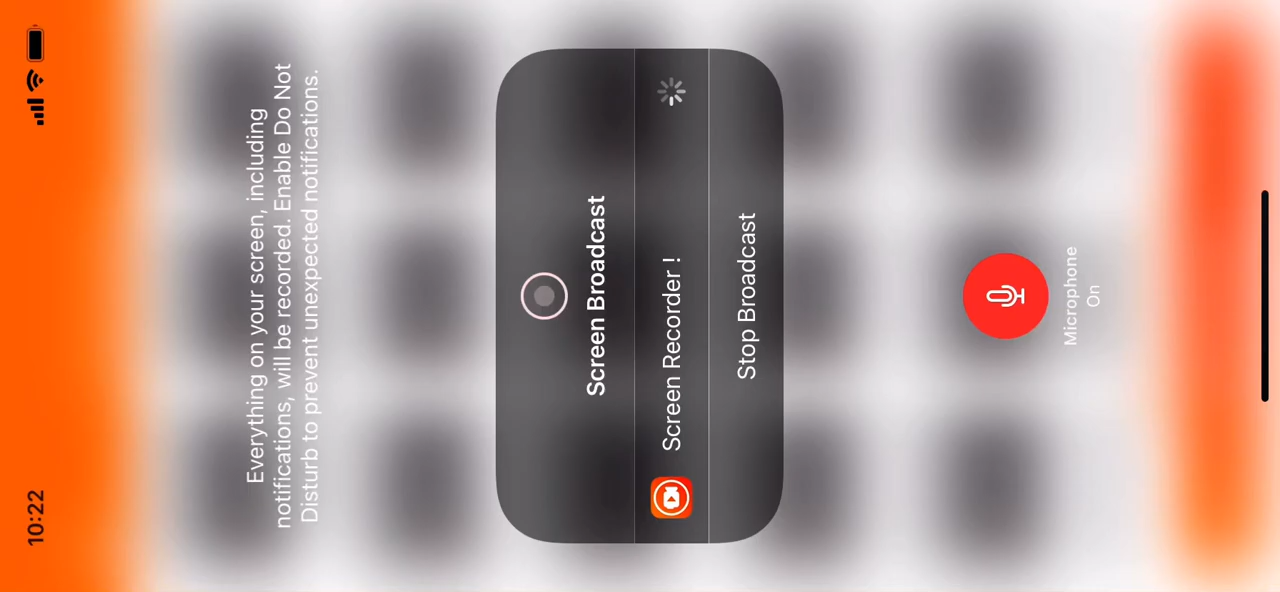 10:22
Everything on your screen, including
notifications, will be recorded. Enable Do Not
Disturb to prevent unexpected notifications.
Screen Broadcast
Screen Recorder !
Stop Broadcast
Microphone
On